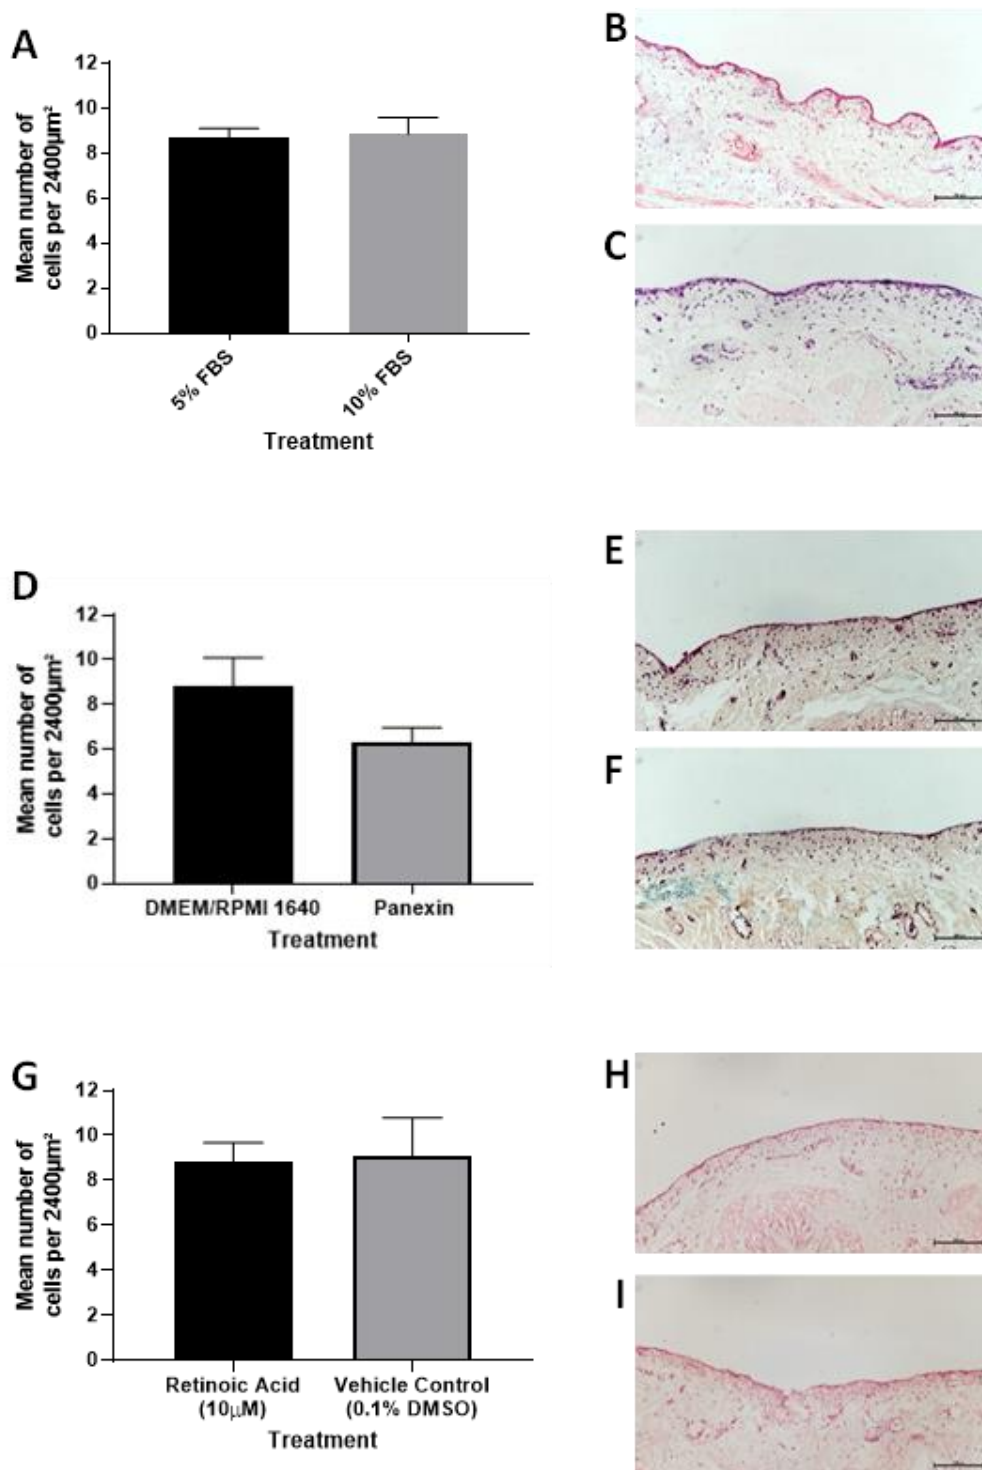 A
12
10
8
6
4
2
0
Mean number of
cells per 2400µm²
5% FBS
10% FBS
Treatment
B
C
D
12
10
8
6
4
2
0
Mean number of
cells per 2400µm²
DMEM/RPMI 1640
Panexin
Treatment
E
F
G
12
10
8
6
4
2
0
Mean number of
cells per 2400µm²
Retinoic Acid
(10µM)
Vehicle Control
(0.1% DMSO)
Treatment
H
I